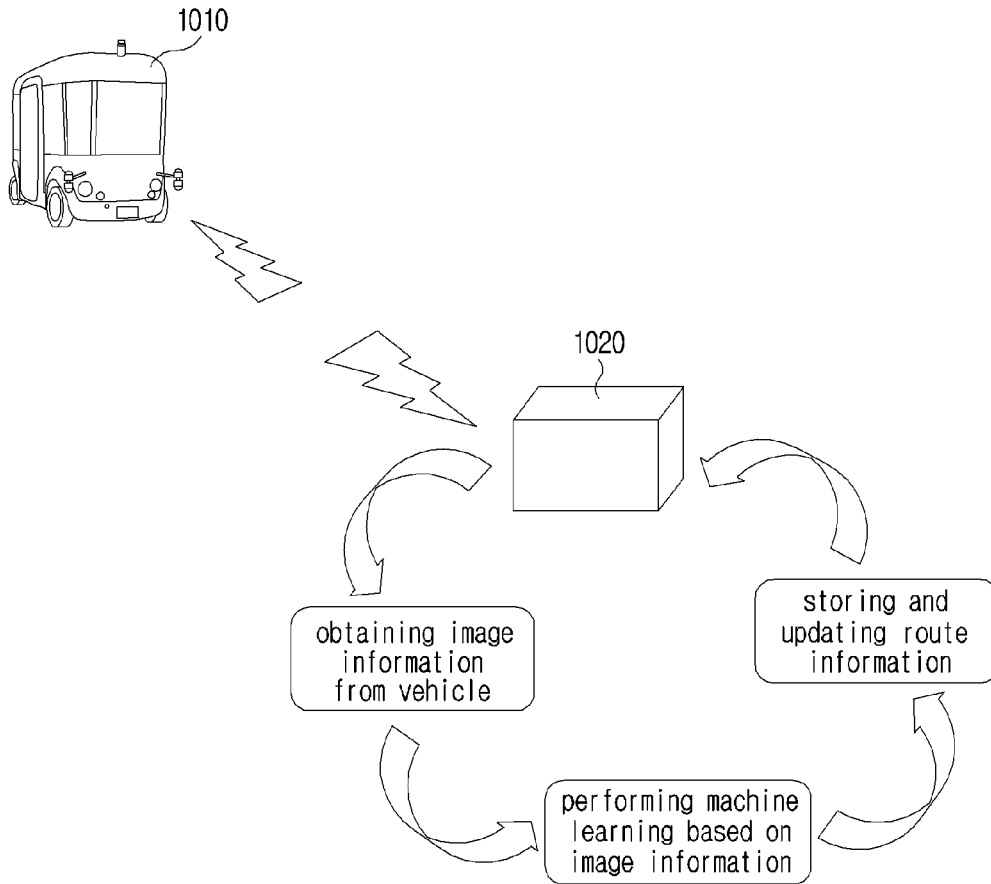 1010
1020
obtaining image
information
from vehicle
storing and
updating route
information
performing machine
learning based on
image information